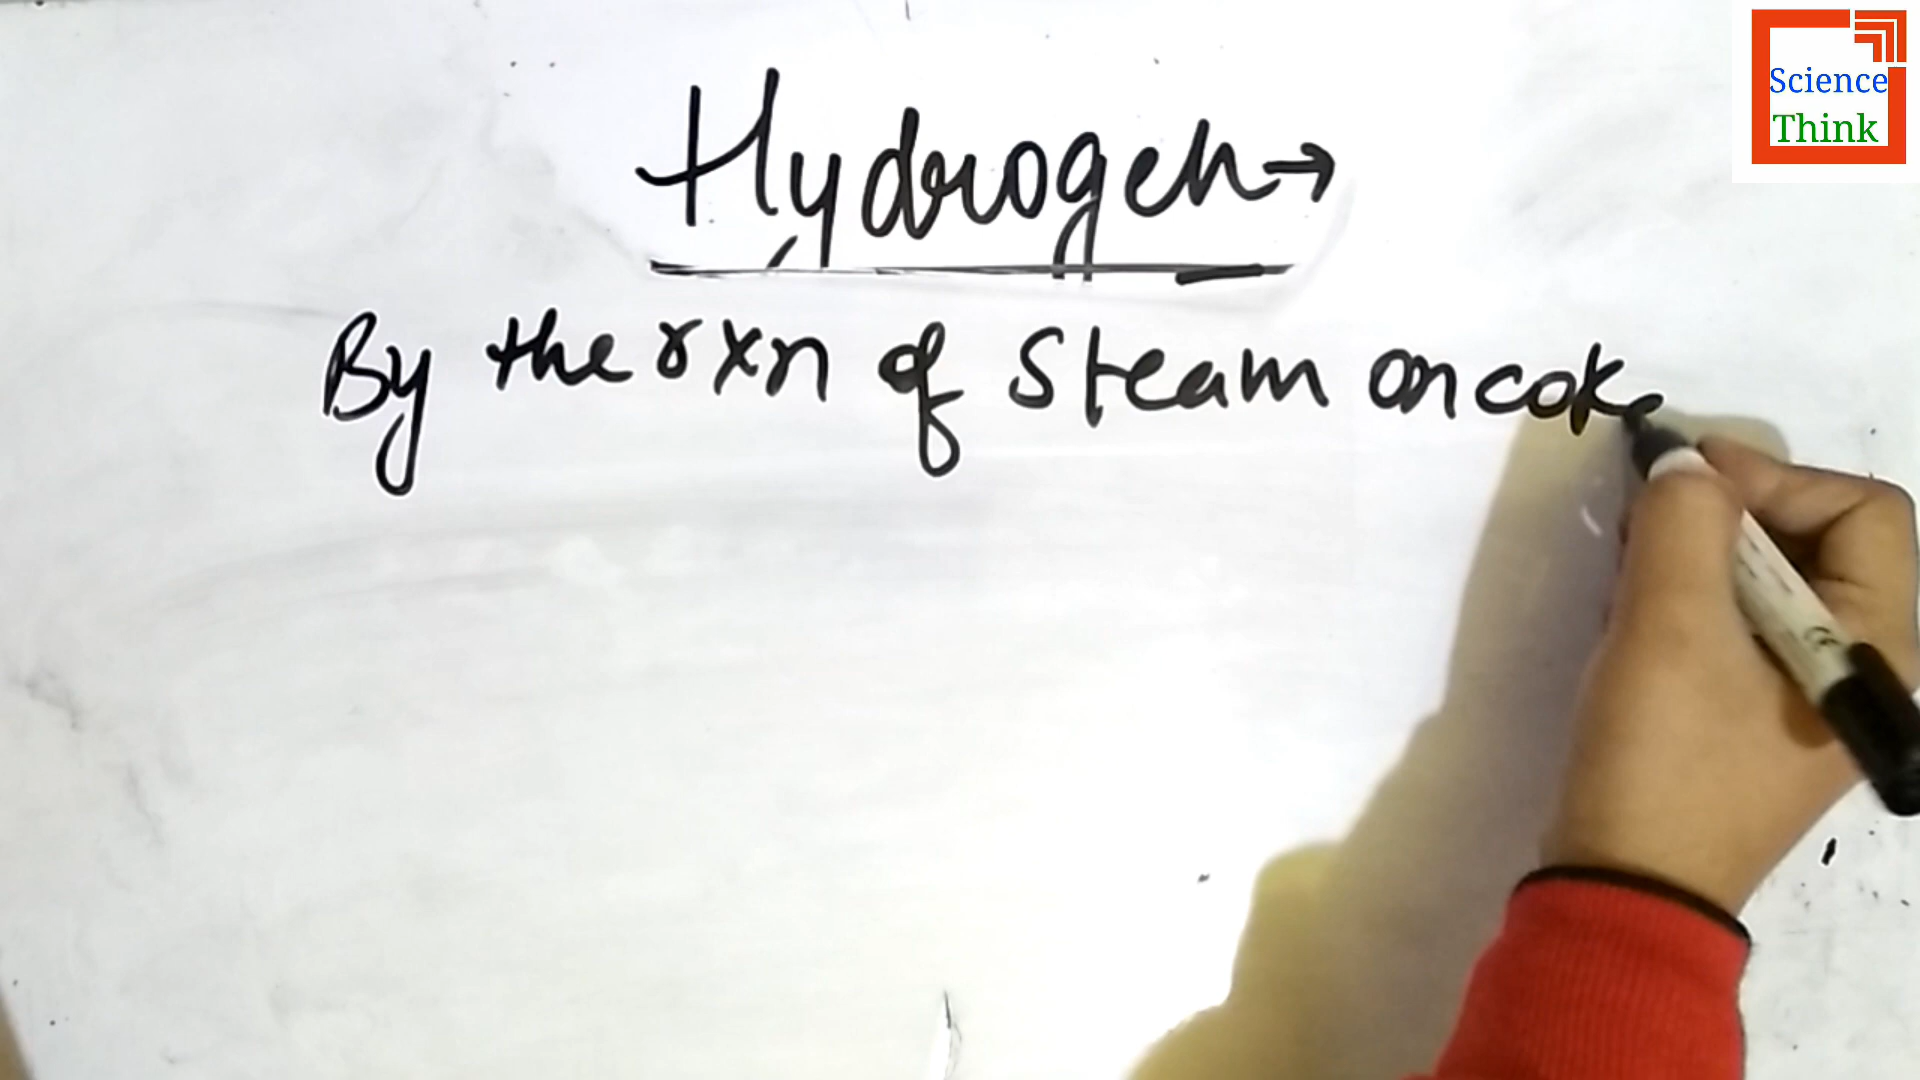 Science
Think
Hydrogen→
By the rxn of steam on coke